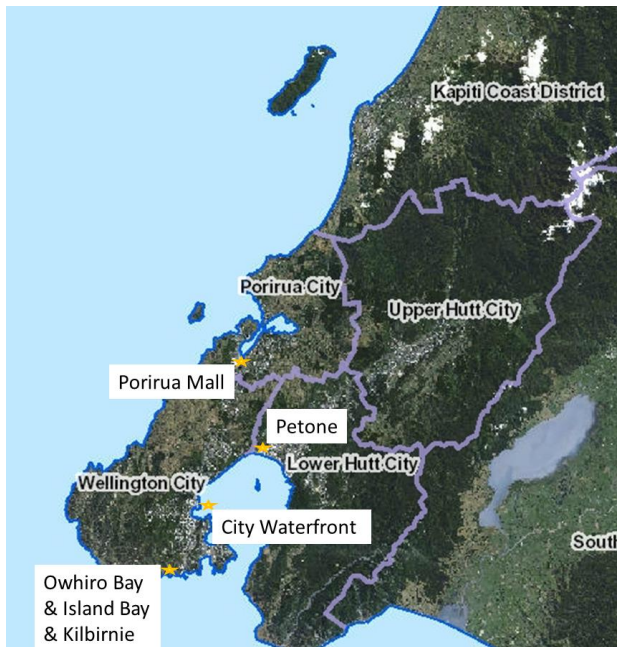 Kapiti Coast District
Porirua City
Upper Hutt City
Porirua Mall
Petone
Lower Hutt City
Wellington City
City Waterfront
South
Owhiro Bay
& Island Bay
& Kilbirnie